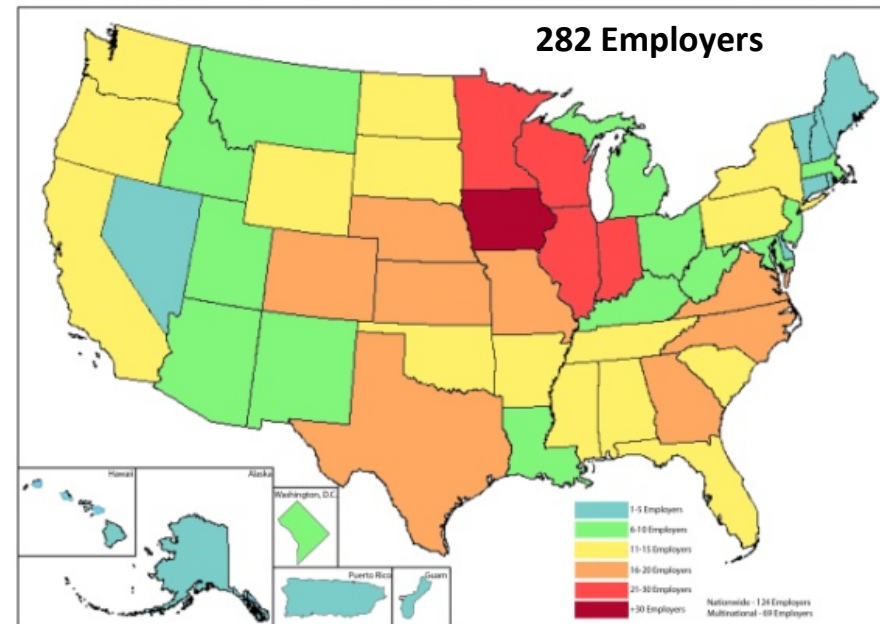 282 Employers
Hawaii
Alaska
Washington, D.C.
Puerto Rico
Guam
1-5 Employers
6-10 Employers
11-15 Employers
16-20 Employers
21-30 Employers
+30 Employers
Nationwide - 124 Employers
Multinational - 69 Employers